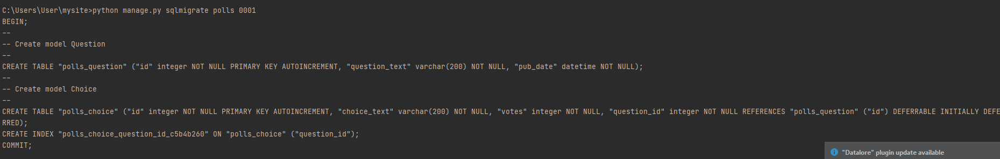 C:\Users\User\mysite>python manage.py sqlmigrate polls 0001
BEGIN;
--
-- Create model Question
--
CREATE TABLE "polls_question" ("id" integer NOT NULL PRIMARY KEY AUTOINCREMENT, "question_text" varchar(200) NOT NULL, "pub_date" datetime NOT NULL);
--
-- Create model Choice
--
CREATE TABLE "polls_choice" ("id" integer NOT NULL PRIMARY KEY AUTOINCREMENT, "choice_text" varchar(200) NOT NULL, "votes" integer NOT NULL, "question_id" integer NOT NULL REFERENCES "polls_question" ("id") DEFERRABLE INITIALLY DEFE
RRED);
CREATE INDEX "polls_choice_question_id_c5b4b260" ON "polls_choice" ("question_id");
COMMIT;
"Datalore" plugin update available